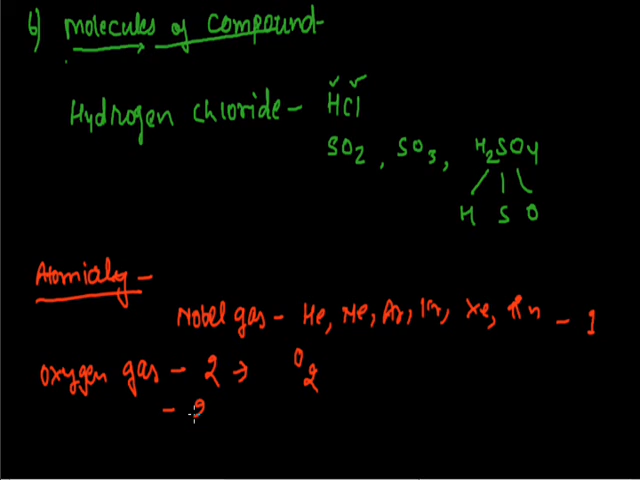 b) Molecules of compound-
Hydrogen chloride - HCl
SO2, SO3, H2SO4
H S O
Atomicity -
Nobel gas - He, Ne, Ar, Kr, Xe, Rn - 1
Oxygen gas - 2 → O2
-